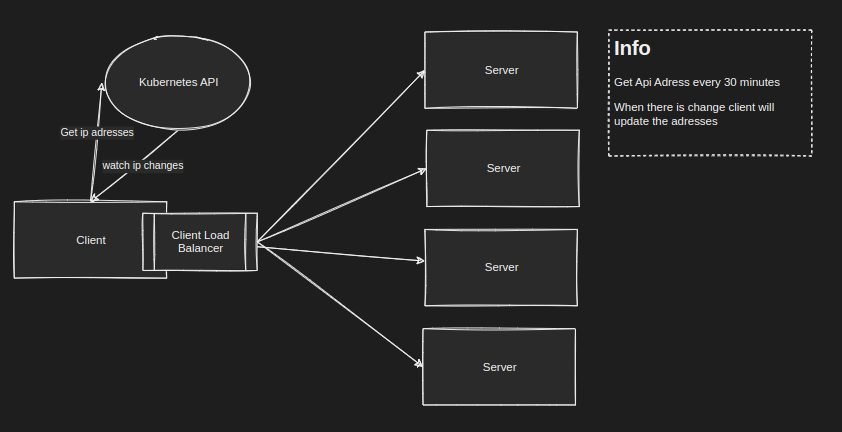 Kubernetes API
Get ip adresses
watch ip changes
Client
Client Load
Balancer
Server
Server
Server
Server
Info
Get Api Adress every 30 minutes
When there is change client will
update the adresses